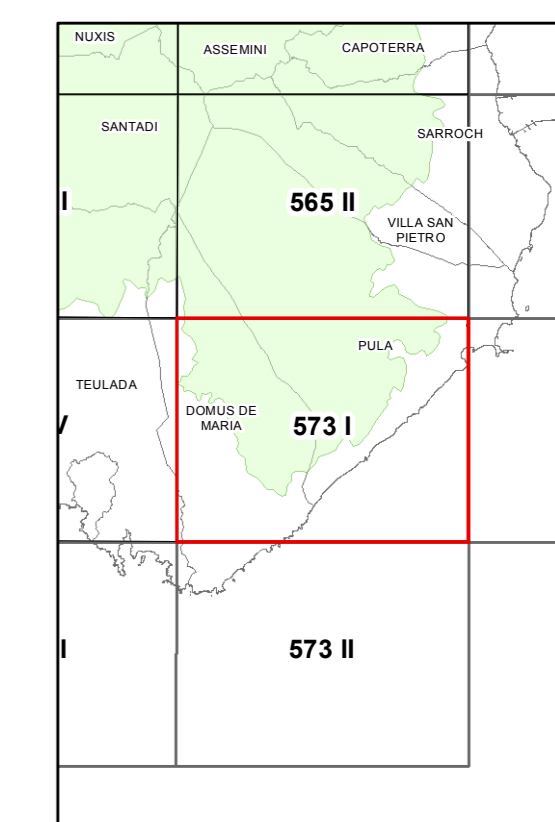 NUXIS
ASSEMINI
CAPOTERRA
SANTADI
SARROCH
I
565 II
VILLA SAN
PIETRO
PULA
TEULADA
DOMUS DE
MARIA
V
573 I
I
573 II